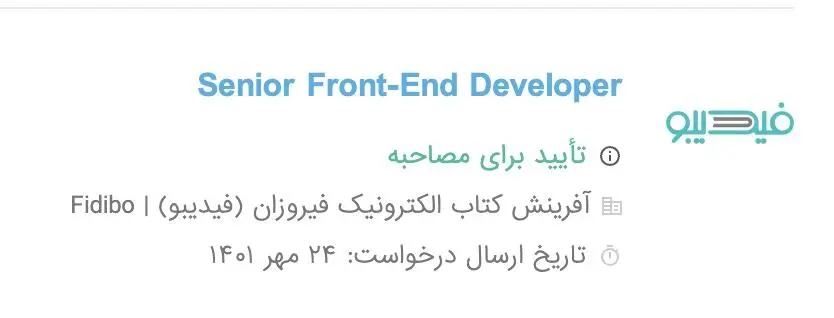 Senior Front-End Developer
فیدیبو
تأیید برای مصاحبه
آفرینش کتاب الکترونیک فیروزان (فیدیبو) | Fidibo
تاریخ ارسال درخواست: ۲۴ مهر ۱۴۰۱